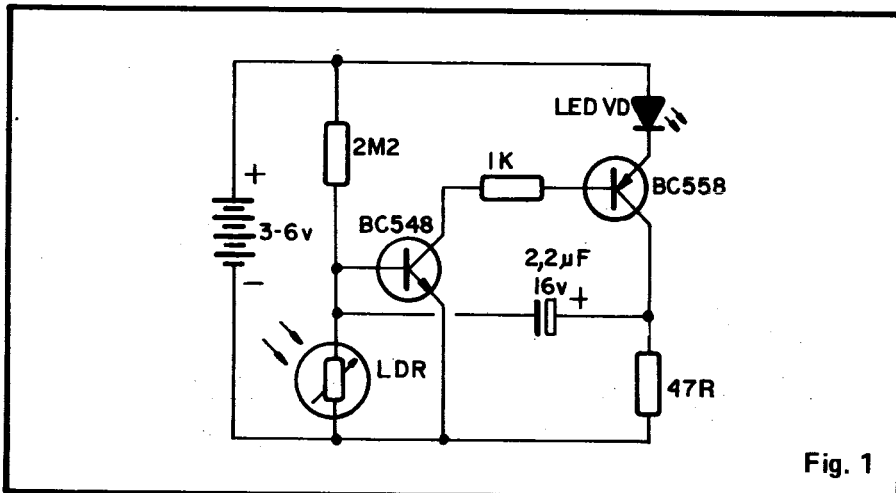 LED VD
2M2
1K
BC558
+
3-6v
-
BC548
2,2µF
16v +
LDR
47R
Fig. 1